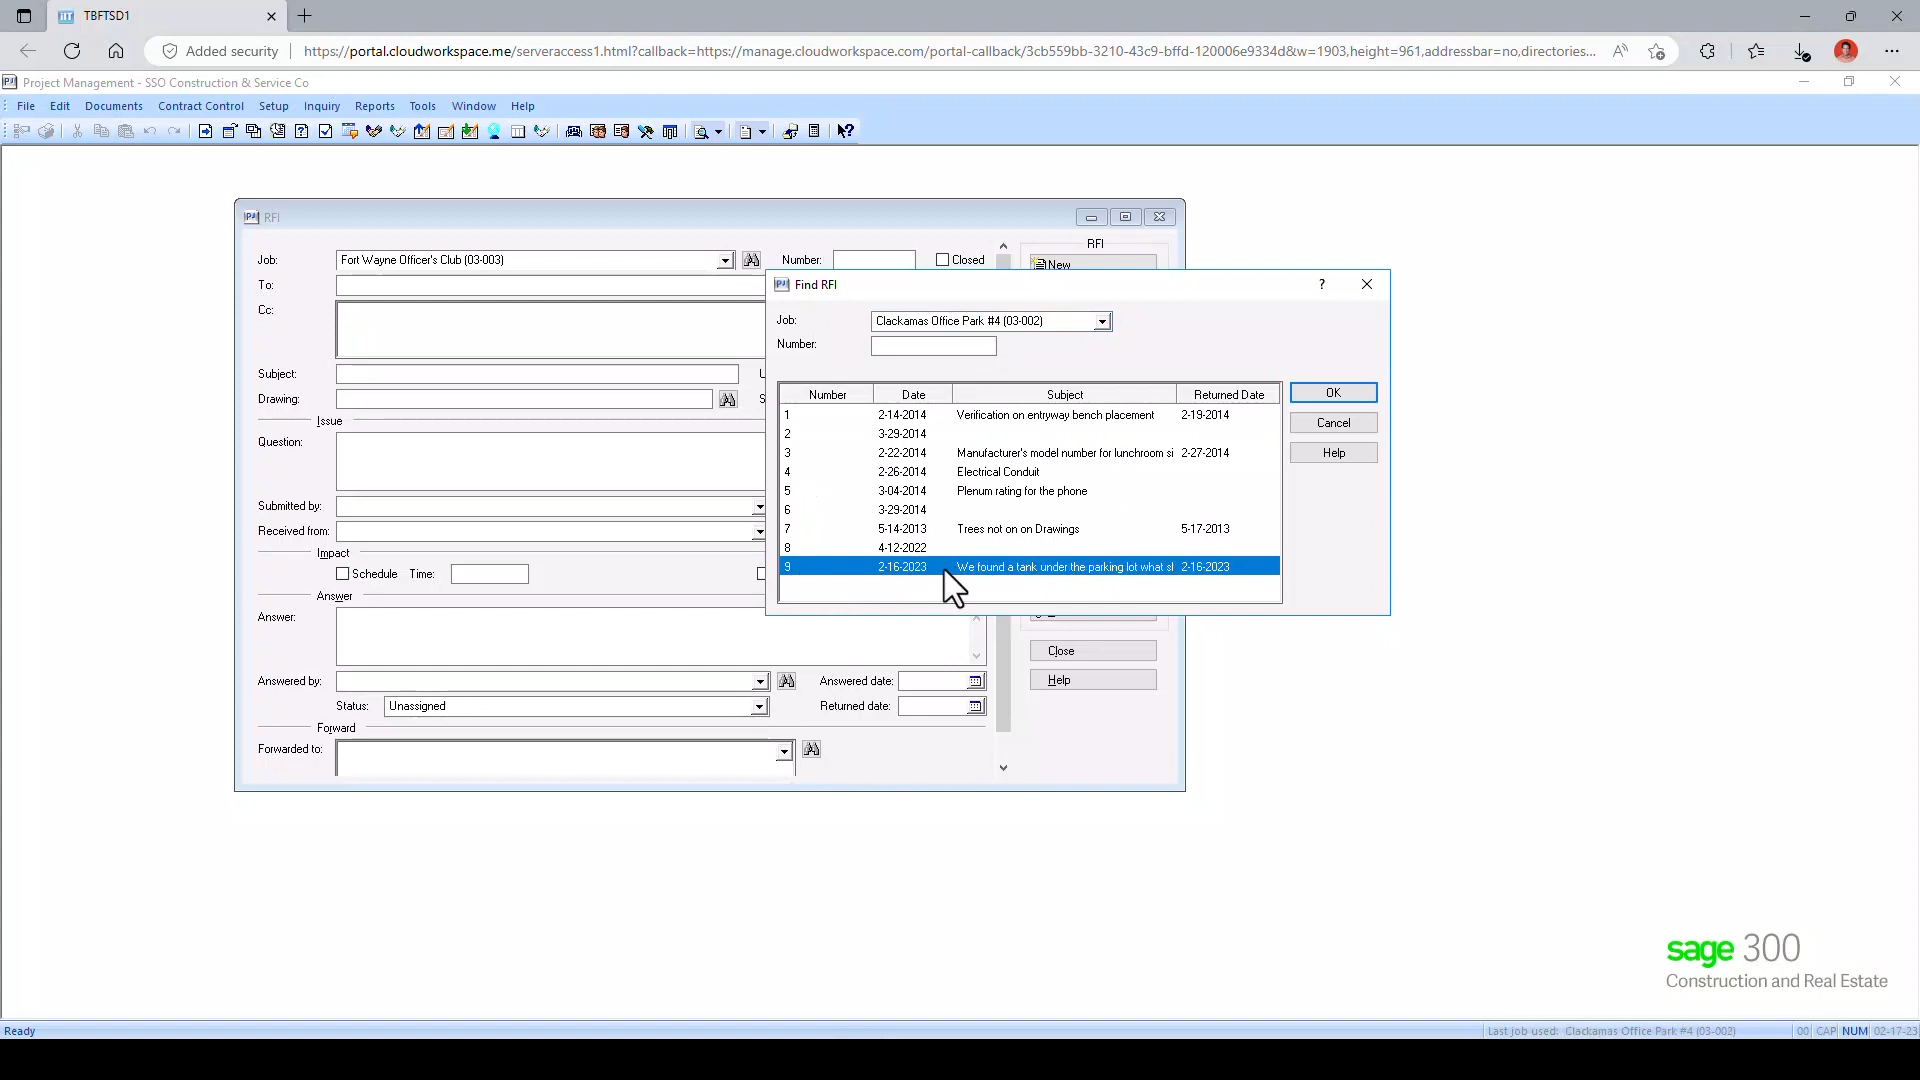 TBFTSD1
Added security
https://portal.cloudworkspace.me/serveraccess1.html?callback=https://manage.cloudworkspace.com/portal-callback/3cb559bb-3210-43c9-bffd-120006e9334d&w=1903,height=961,addressbar=no,directories...
Project Management - SSO Construction & Service Co
File Edit Documents Contract Control Setup Inquiry Reports Tools Window Help
RFI
Job: Fort Wayne Officer's Club (03-003) Number: Closed
RFI
New
To:
Cc:
Subject:
Drawing:
Issue
Question:
Submitted by:
Received from:
Impact
Schedule Time:
Answer
Answer:
Answered by: Answered date:
Status: Unassigned Returned date:
Forward
Forwarded to:
Close
Help
Find RFI
Job: Clackamas Office Park #4 (03-002)
Number:
Number Date Subject Returned Date
1 2-14-2014 Verification on entryway bench placement 2-19-2014
2 3-29-2014
3 2-22-2014 Manufacturer's model number for lunchroom si 2-27-2014
4 2-26-2014 Electrical Conduit
5 3-04-2014 Plenum rating for the phone
6 3-29-2014
7 5-14-2013 Trees not on on Drawings 5-17-2013
8 4-12-2022
9 2-16-2023 We found a tank under the parking lot what sl 2-16-2023
OK
Cancel
Help
sage 300
Construction and Real Estate
Ready
Last job used: Clackamas Office Park #4 (03-002) 00 CAP NUM 02-17-23